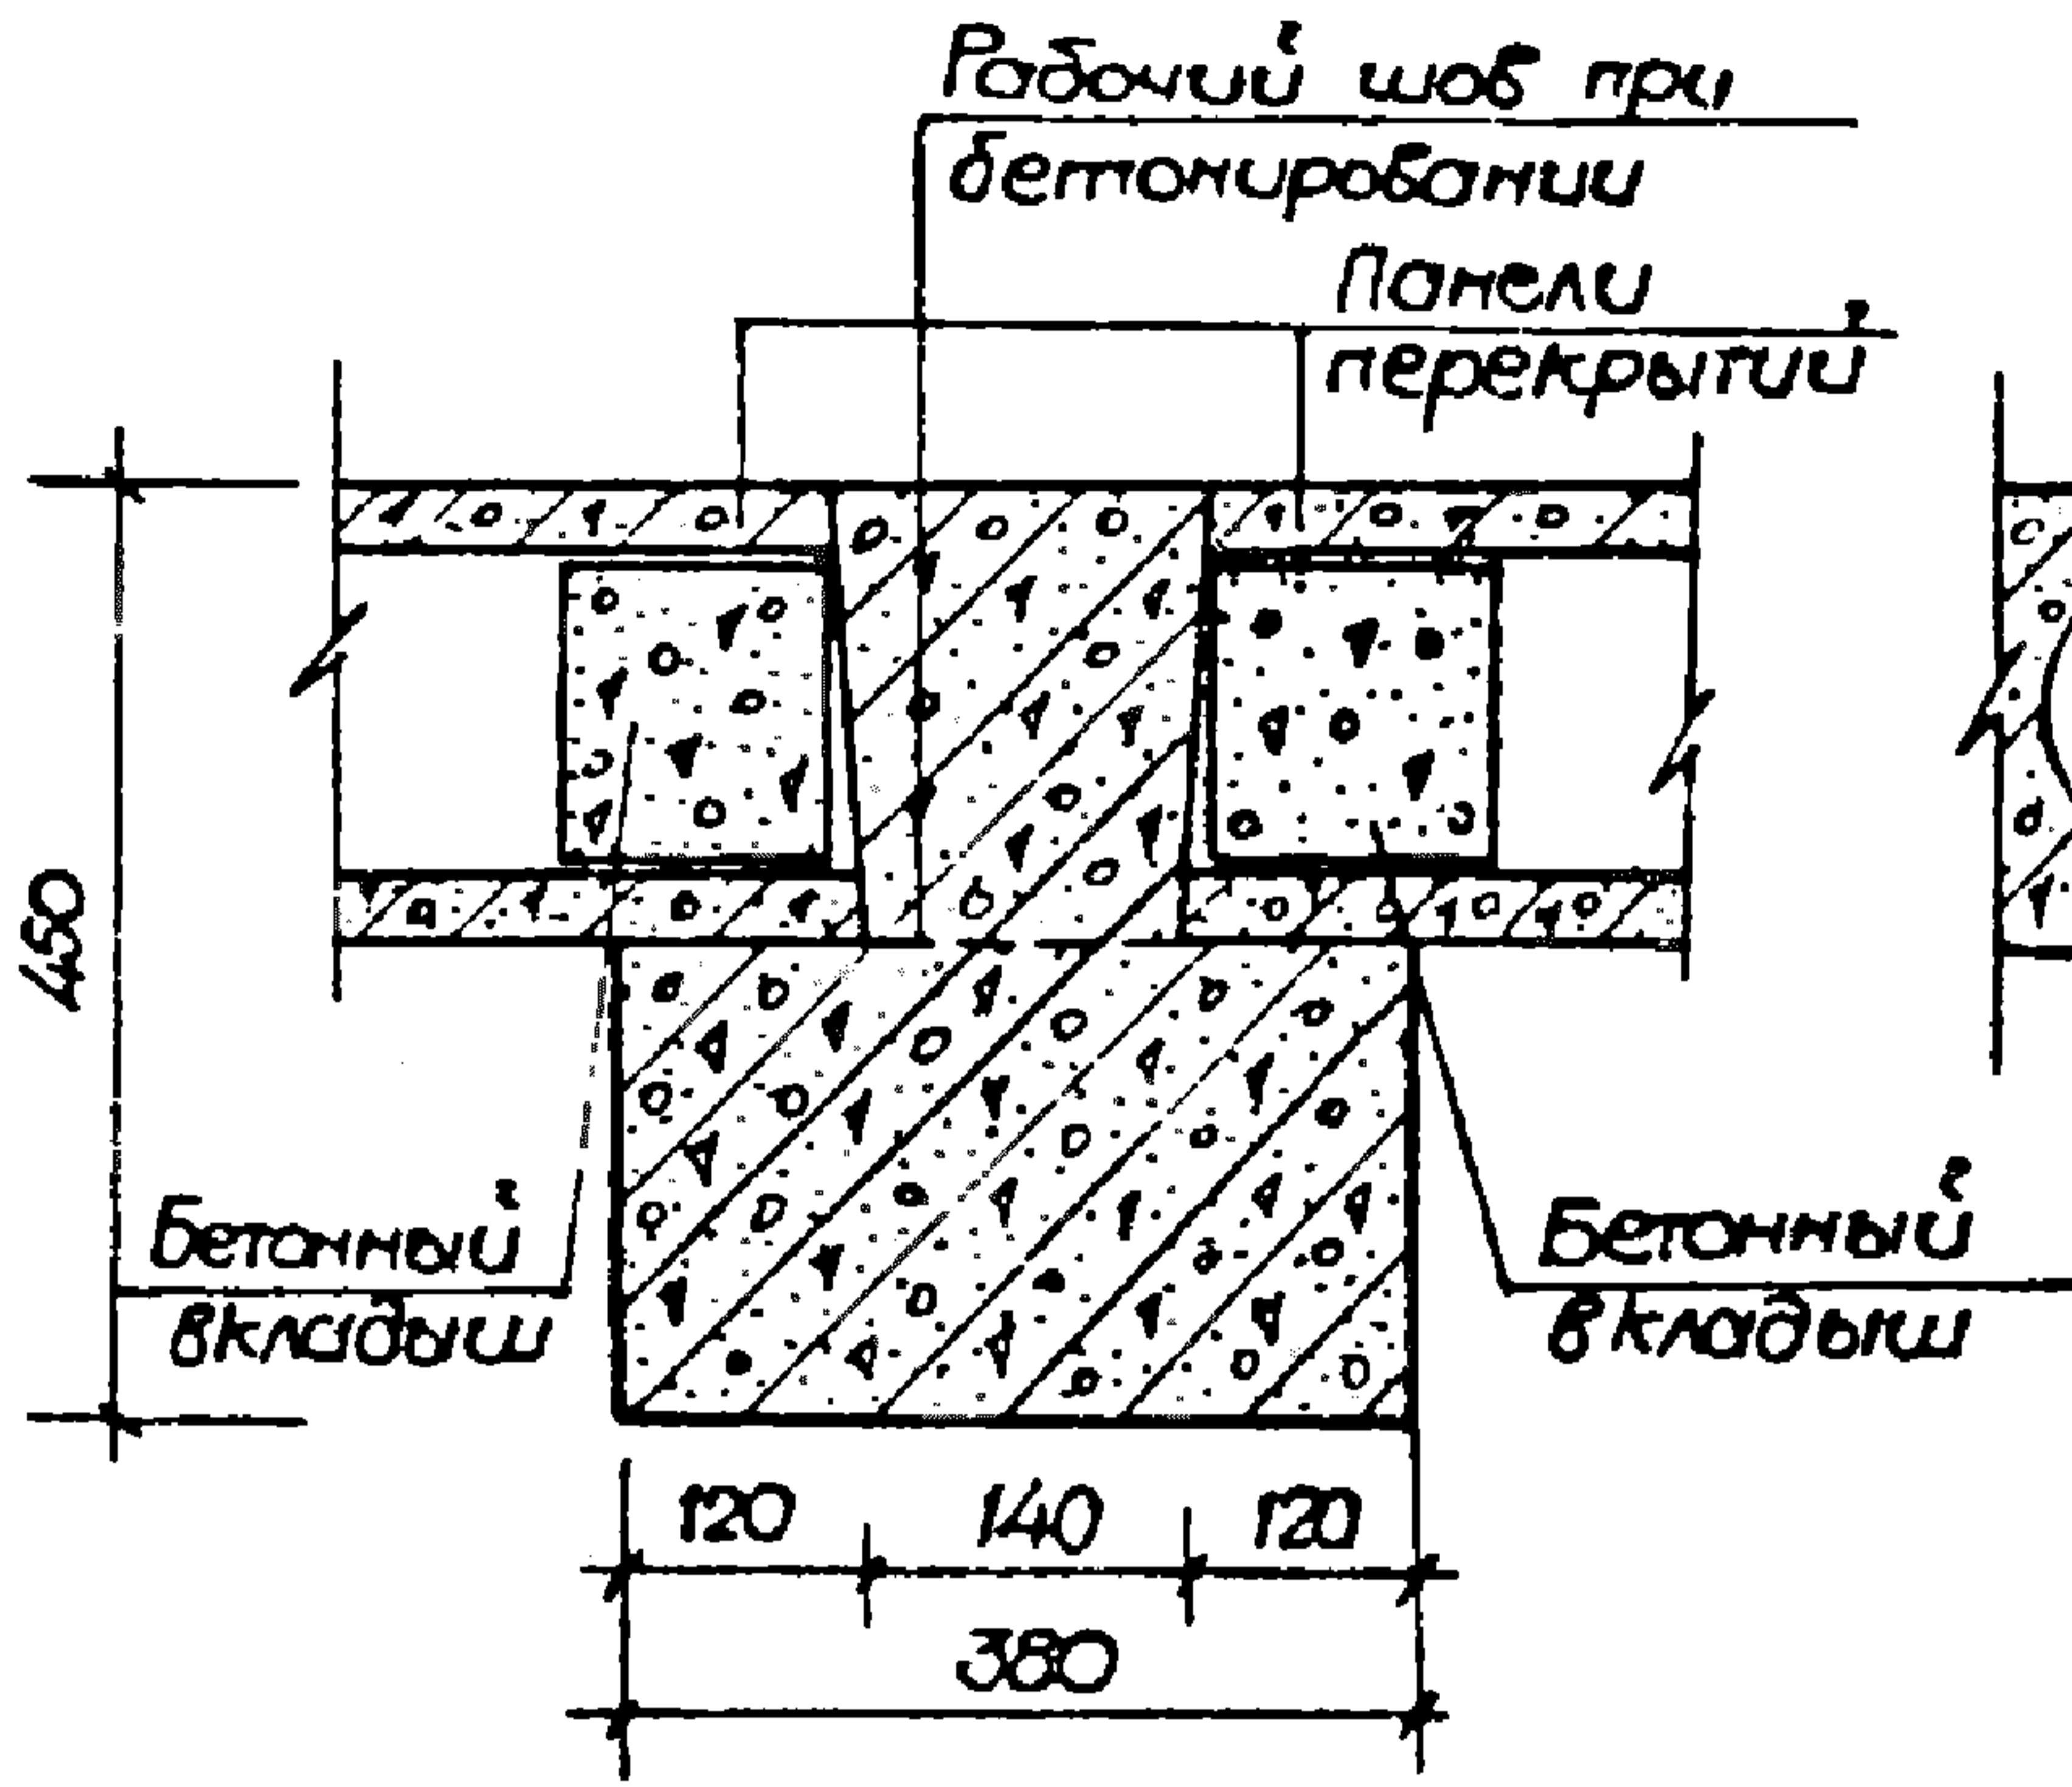 Рабочий шов при
бетонировании
Панели
перекрытий
450
Бетонный
вкладыш
Бетонный
вкладыш
120 140 120
380